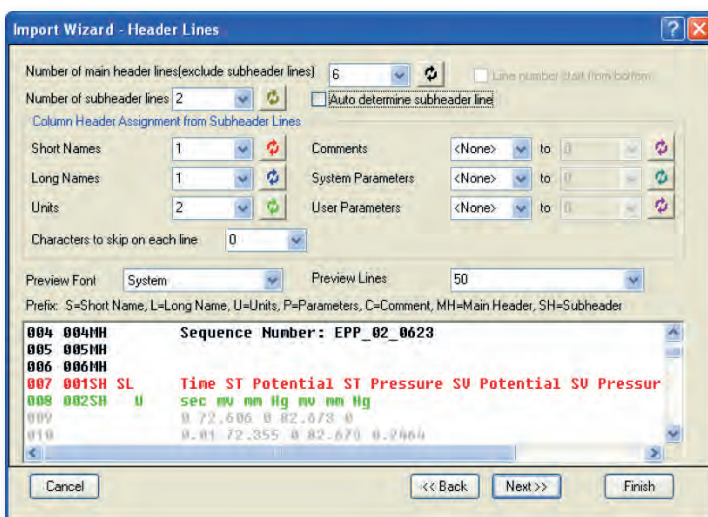 Import Wizard - Header Lines
Number of main header lines(exclude subheader lines) 6 Line number start from bottom
Number of subheader lines 2 Auto determine subheader line
Column Header Assignment from Subheader Lines
Short Names 1 Comments <None> to 0
Long Names 1 System Parameters <None> to 0
Units 2 User Parameters <None> to 0
Characters to skip on each line 0
Preview Font System Preview Lines 50
Prefix: S=Short Name, L=Long Name, U=Units, P=Parameters, C=Comment, MH=Main Header, SH=Subheader
004 004MH Sequence Number: EPP_02_0623
005 005MH
006 006MH
007 001SH SL Time ST Potential ST Pressure SV Potential SV Pressur
008 002SH U sec mv mm Hg mv mm Hg
009 0 72.606 0 82.673 0
010 0.01 72.355 0 82.670 0.2464
Cancel << Back Next >> Finish